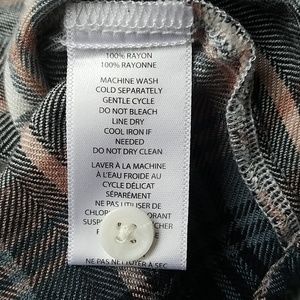 100% RAYON
100% RAYONNE
MACHINE WASH
COLD SEPARATELY
GENTLE CYCLE
DO NOT BLEACH
LINE DRY
COOL IRON IF
NEEDED
DO NOT DRY CLEAN
LAVER À LA MACHINE
À L'EAU FROIDE AU
CYCLE DÉLICAT
SÉPARÉMENT
NE PAS UTILISER DE
NE PAS NETTOYER À SEC